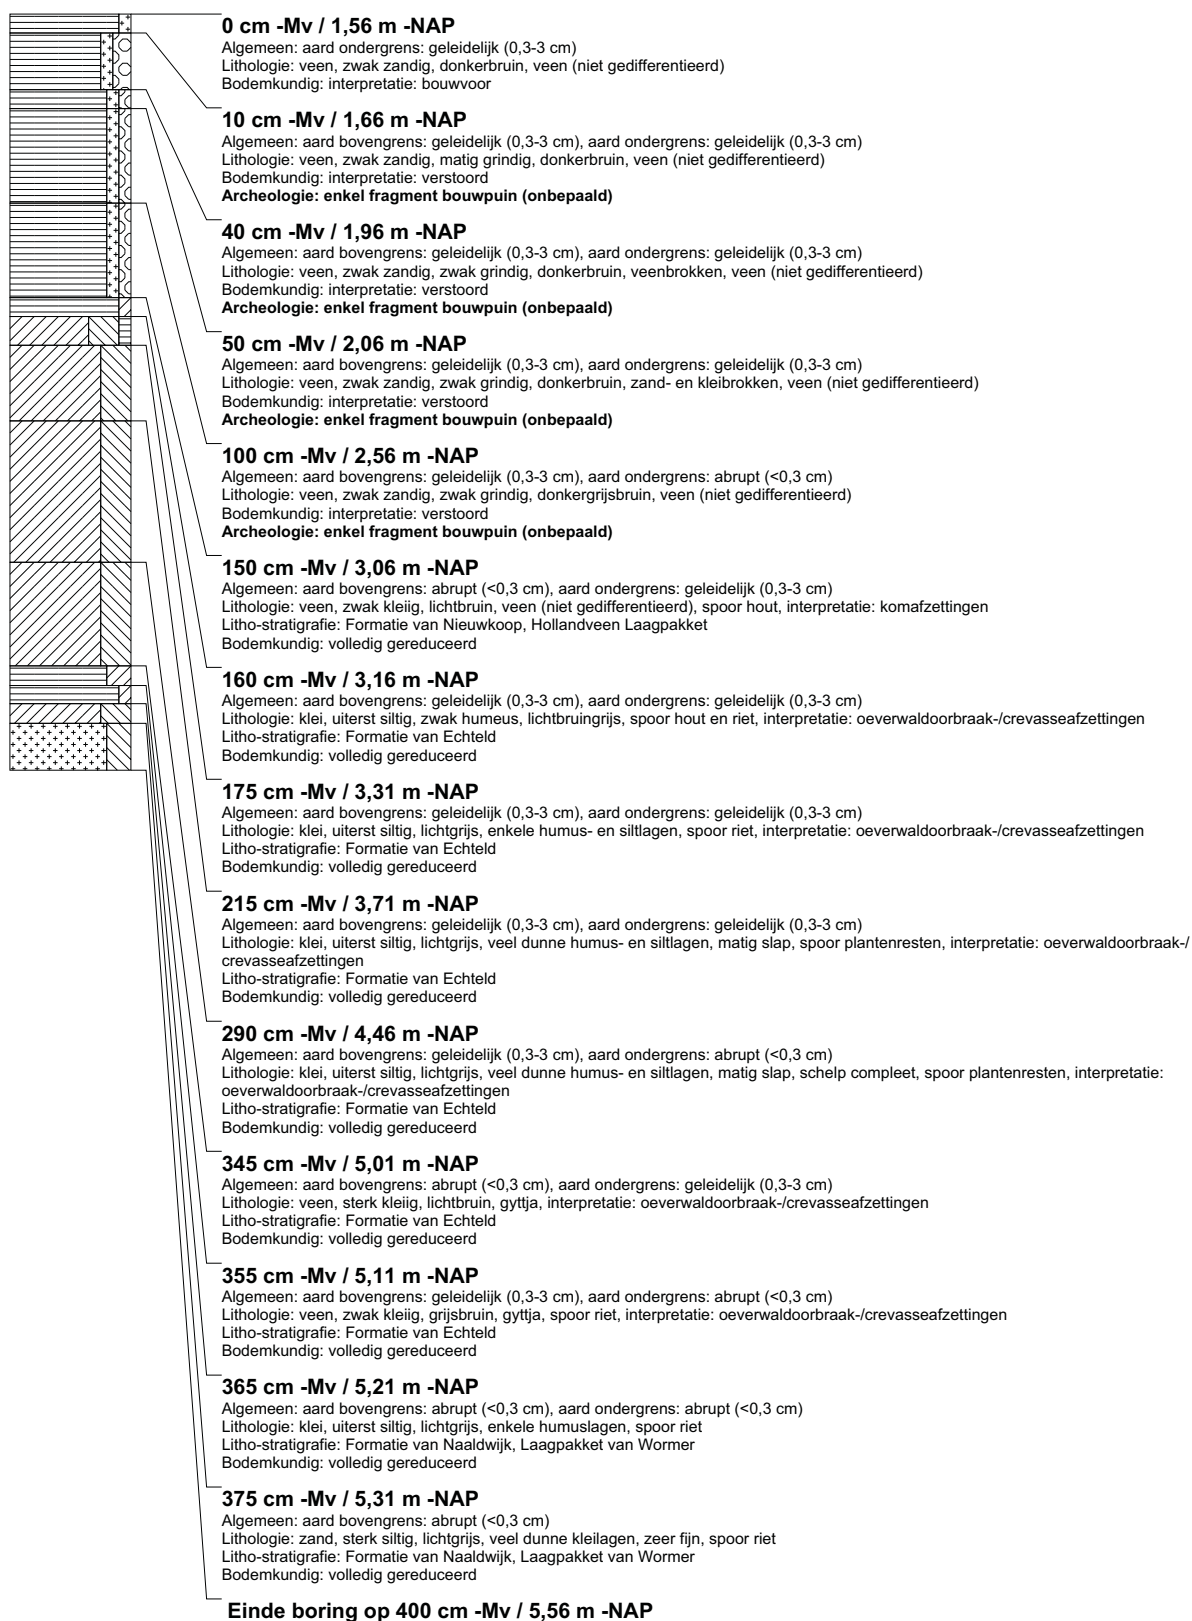 0 cm -Mv / 1,56 m -NAP
Algemeen: aard ondergrens: geleidelijk (0,3-3 cm)
Lithologie: veen, zwak zandig, donkerbruin, veen (niet gedifferentieerd)
Bodemkundig: interpretatie: bouwvoor
10 cm -Mv / 1,66 m -NAP
Algemeen: aard bovengrens: geleidelijk (0,3-3 cm), aard ondergrens: geleidelijk (0,3-3 cm)
Lithologie: veen, zwak zandig, matig grindig, donkerbruin, veen (niet gedifferentieerd)
Bodemkundig: interpretatie: verstoord
Archeologie: enkel fragment bouwpuin (onbepaald)
40 cm -Mv / 1,96 m -NAP
Algemeen: aard bovengrens: geleidelijk (0,3-3 cm), aard ondergrens: geleidelijk (0,3-3 cm)
Lithologie: veen, zwak zandig, zwak grindig, donkerbruin, veenbrokken, veen (niet gedifferentieerd)
Bodemkundig: interpretatie: verstoord
Archeologie: enkel fragment bouwpuin (onbepaald)
50 cm -Mv / 2,06 m -NAP
Algemeen: aard bovengrens: geleidelijk (0,3-3 cm), aard ondergrens: geleidelijk (0,3-3 cm)
Lithologie: veen, zwak zandig, zwak grindig, donkerbruin, zand- en kleibrokken, veen (niet gedifferentieerd)
Bodemkundig: interpretatie: verstoord
Archeologie: enkel fragment bouwpuin (onbepaald)
100 cm -Mv / 2,56 m -NAP
Algemeen: aard bovengrens: geleidelijk (0,3-3 cm), aard ondergrens: abrupt (<0,3 cm)
Lithologie: veen, zwak zandig, zwak grindig, donkergrijsbruin, veen (niet gedifferentieerd)
Bodemkundig: interpretatie: verstoord
Archeologie: enkel fragment bouwpuin (onbepaald)
150 cm -Mv / 3,06 m -NAP
Algemeen: aard bovengrens: abrupt (<0,3 cm), aard ondergrens: geleidelijk (0,3-3 cm)
Lithologie: veen, zwak kleiig, lichtbruin, veen (niet gedifferentieerd), spoor hout, interpretatie: komafzettingen
Litho-stratigrafie: Formatie van Nieuwkoop, Hollandveen Laagpakket
Bodemkundig: volledig gereduceerd
160 cm -Mv / 3,16 m -NAP
Algemeen: aard bovengrens: geleidelijk (0,3-3 cm), aard ondergrens: geleidelijk (0,3-3 cm)
Lithologie: klei, uiterst siltig, zwak humeus, lichtbruingrijs, spoor hout en riet, interpretatie: oeverwaldoorbraak-/crevasseafzettingen
Litho-stratigrafie: Formatie van Echteld
Bodemkundig: volledig gereduceerd
175 cm -Mv / 3,31 m -NAP
Algemeen: aard bovengrens: geleidelijk (0,3-3 cm), aard ondergrens: geleidelijk (0,3-3 cm)
Lithologie: klei, uiterst siltig, lichtgrijs, enkele humus- en siltlagen, spoor riet, interpretatie: oeverwaldoorbraak-/crevasseafzettingen
Litho-stratigrafie: Formatie van Echteld
Bodemkundig: volledig gereduceerd
215 cm -Mv / 3,71 m -NAP
Algemeen: aard bovengrens: geleidelijk (0,3-3 cm), aard ondergrens: geleidelijk (0,3-3 cm)
Lithologie: klei, uiterst siltig, lichtgrijs, veel dunne humus- en siltlagen, matig slap, spoor plantenresten, interpretatie: oeverwaldoorbraak-/
crevasseafzettingen
Litho-stratigrafie: Formatie van Echteld
Bodemkundig: volledig gereduceerd
290 cm -Mv / 4,46 m -NAP
Algemeen: aard bovengrens: geleidelijk (0,3-3 cm), aard ondergrens: abrupt (<0,3 cm)
Lithologie: klei, uiterst siltig, lichtgrijs, veel dunne humus- en siltlagen, matig slap, schelp compleet, spoor plantenresten, interpretatie:
oeverwaldoorbraak-/crevasseafzettingen
Litho-stratigrafie: Formatie van Echteld
Bodemkundig: volledig gereduceerd
345 cm -Mv / 5,01 m -NAP
Algemeen: aard bovengrens: abrupt (<0,3 cm), aard ondergrens: geleidelijk (0,3-3 cm)
Lithologie: veen, sterk kleiig, lichtbruin, gyttja, interpretatie: oeverwaldoorbraak-/crevasseafzettingen
Litho-stratigrafie: Formatie van Echteld
Bodemkundig: volledig gereduceerd
355 cm -Mv / 5,11 m -NAP
Algemeen: aard bovengrens: geleidelijk (0,3-3 cm), aard ondergrens: abrupt (<0,3 cm)
Lithologie: veen, zwak kleiig, grijsbruin, gyttja, spoor riet, interpretatie: oeverwaldoorbraak-/crevasseafzettingen
Litho-stratigrafie: Formatie van Echteld
Bodemkundig: volledig gereduceerd
365 cm -Mv / 5,21 m -NAP
Algemeen: aard bovengrens: abrupt (<0,3 cm), aard ondergrens: abrupt (<0,3 cm)
Lithologie: klei, uiterst siltig, lichtgrijs, enkele humuslagen, spoor riet
Litho-stratigrafie: Formatie van Naaldwijk, Laagpakket van Wormer
Bodemkundig: volledig gereduceerd
375 cm -Mv / 5,31 m -NAP
Algemeen: aard bovengrens: abrupt (<0,3 cm)
Lithologie: zand, sterk siltig, lichtgrijs, veel dunne kleilagen, zeer fijn, spoor riet
Litho-stratigrafie: Formatie van Naaldwijk, Laagpakket van Wormer
Bodemkundig: volledig gereduceerd
Einde boring op 400 cm -Mv / 5,56 m -NAP